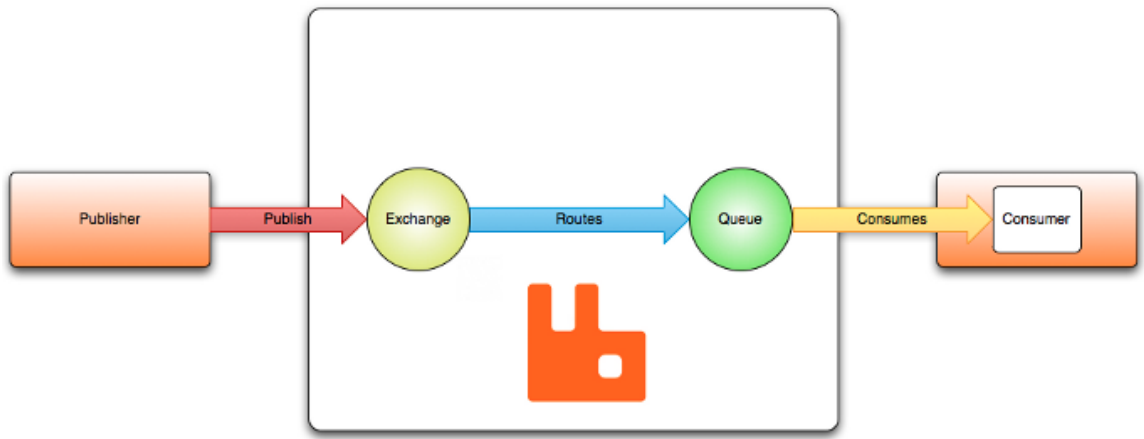 Publisher
Publish
Exchange
Routes
Queue
Consumes
Consumer